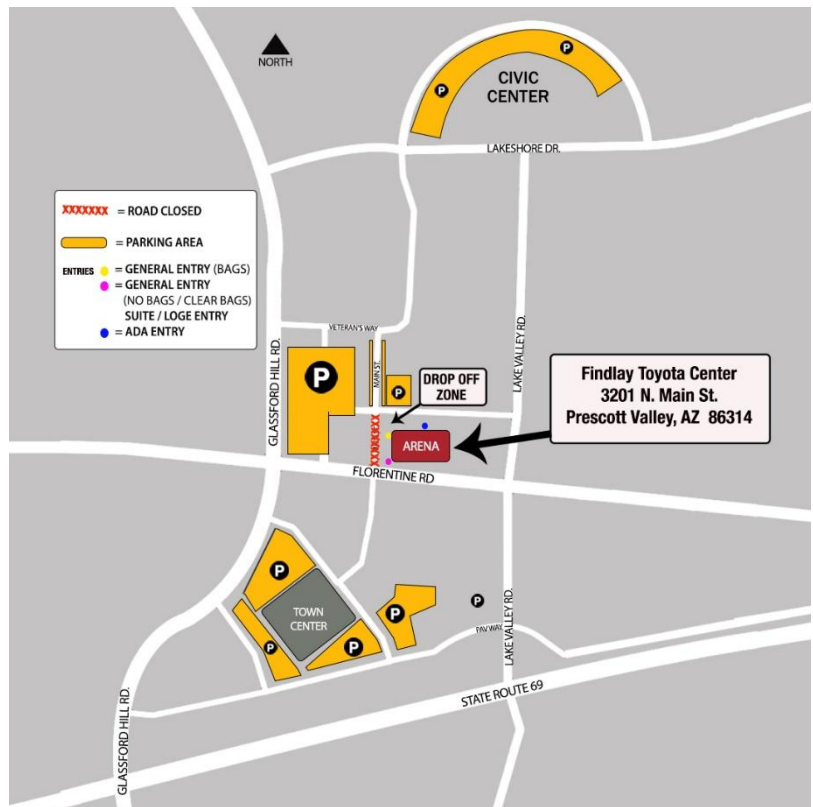 NORTH
P
P
CIVIC
CENTER
LAKESHORE DR.
XXXXXXX = ROAD CLOSED
= PARKING AREA
ENTRIES = GENERAL ENTRY (BAGS)
= GENERAL ENTRY
(NO BAGS / CLEAR BAGS)
SUITE / LOGE ENTRY
= ADA ENTRY
GLASSFORD HILL RD.
VETERAN'S WAY
MAIN ST.
LAKE VALLEY RD.
P
P
DROP OFF
ZONE
Findlay Toyota Center
3201 N. Main St.
Prescott Valley, AZ 86314
XXXXXXX
ARENA
FLORENTINE RD
P
TOWN
CENTER
P
P
P
P
PAV WAY
LAKE VALLEY RD.
GLASSFORD HILL RD.
STATE ROUTE 69